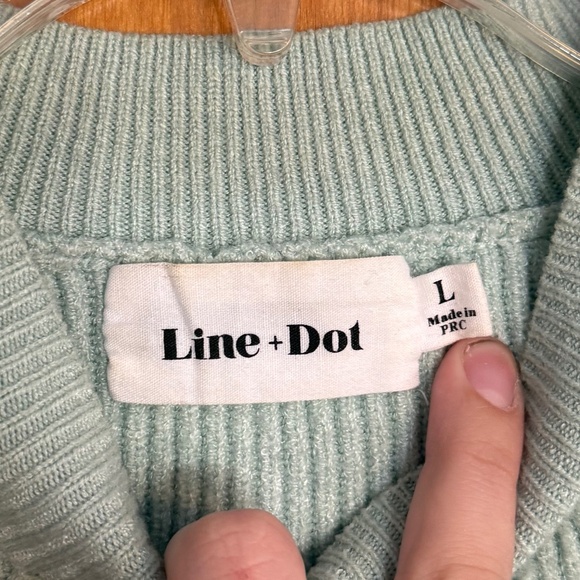 Line + Dot
L
Made in
PRC